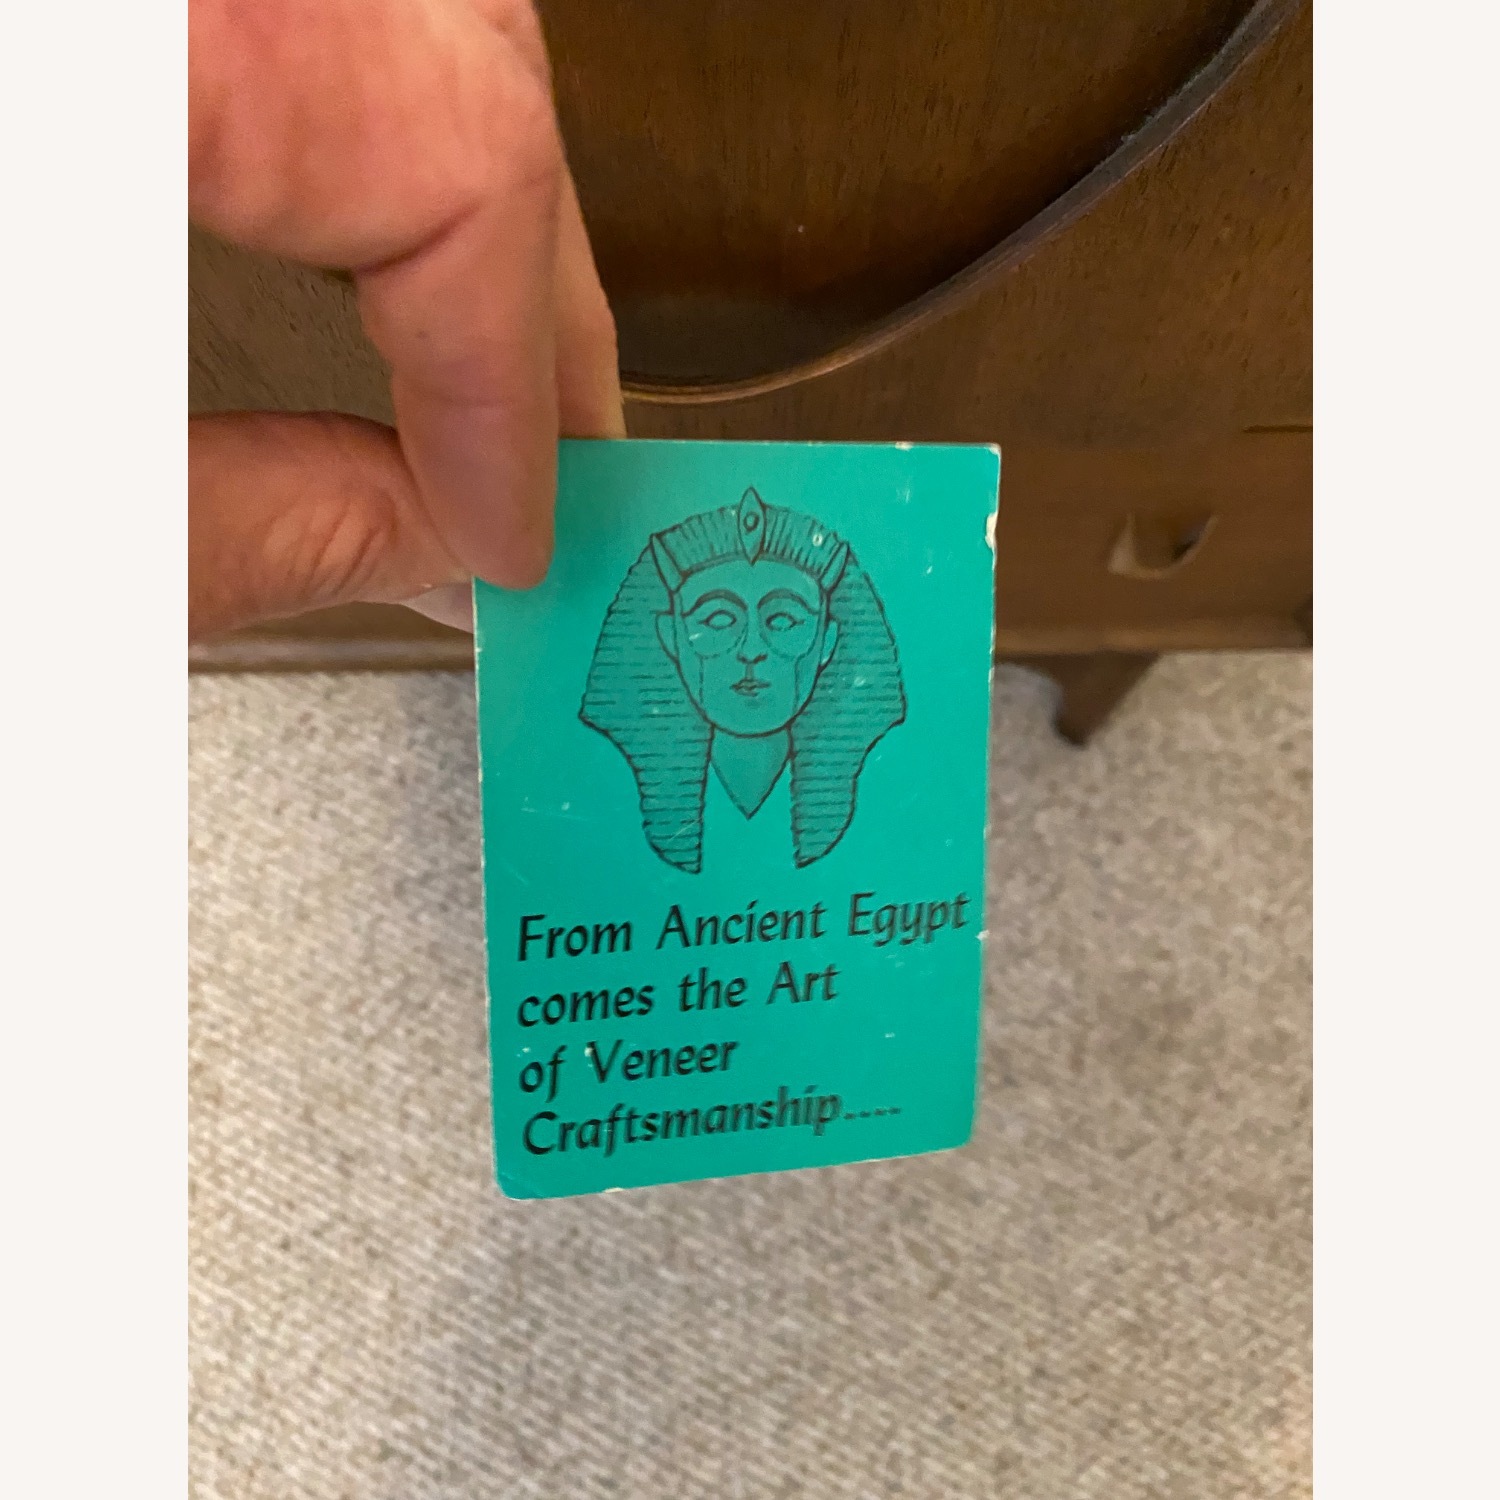 From Ancient Egypt
comes the Art
of Veneer
Craftsmanship....